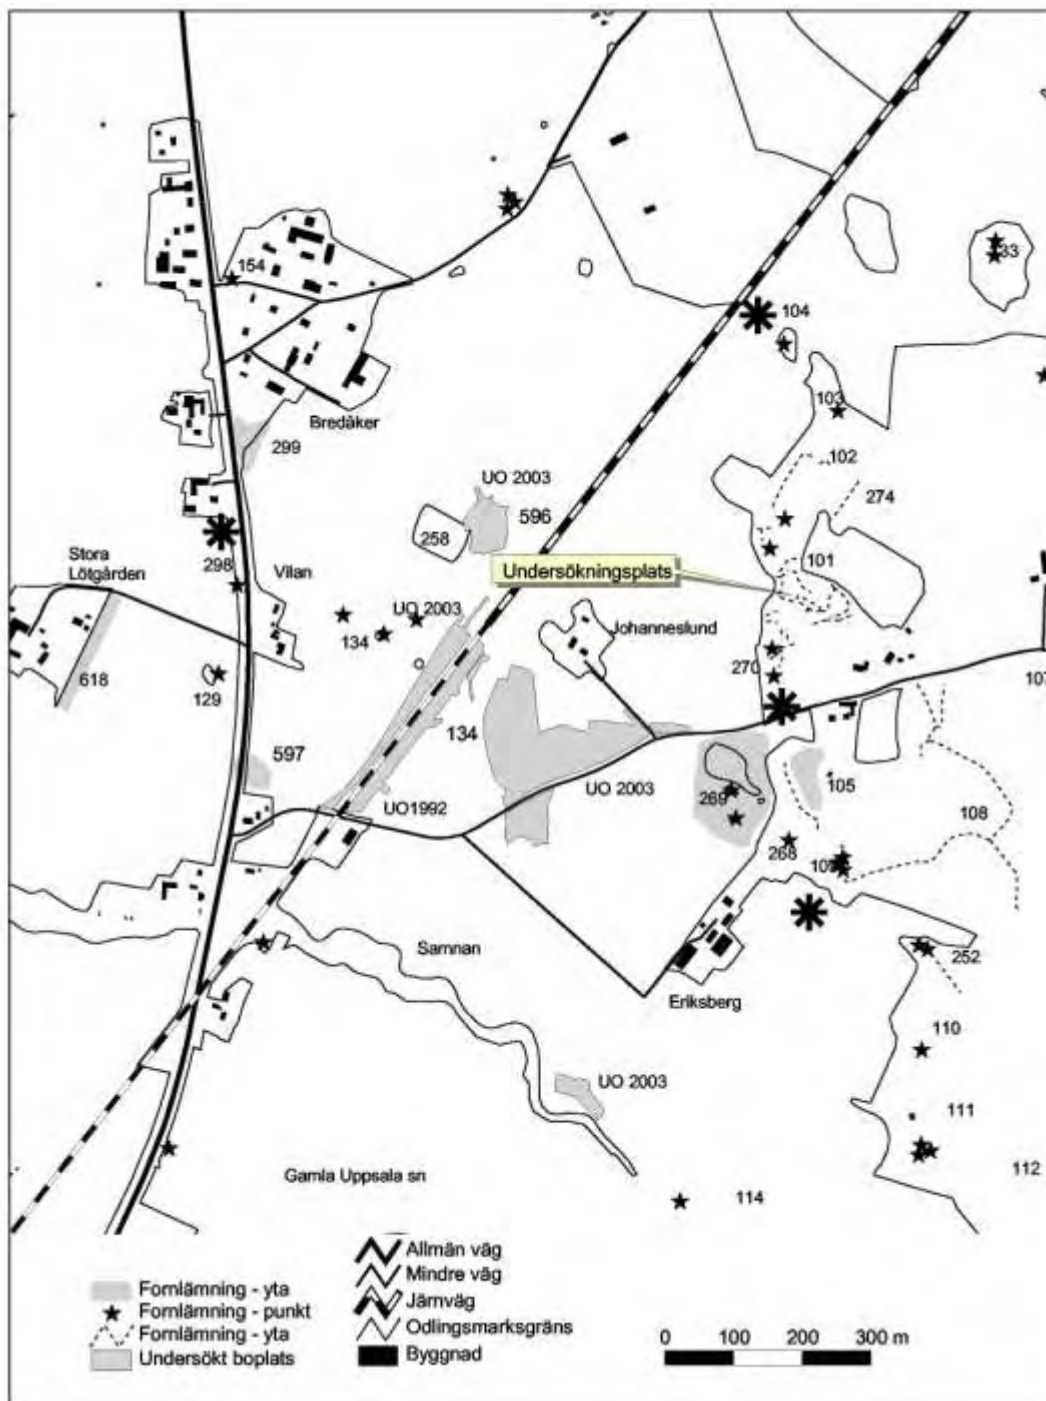 33
154
104
103
Bredåker
299
102
UO 2003
274
596
258
Stora
Lötgården
298
Vilan
Undersökningsplats
101
UO 2003
134
Johanneslund
618
129
270
107
134
597
UO 2003
UO1992
269
105
108
268
Samnan
252
Eriksberg
110
UO 2003
111
112
Gamla Uppsala sn
114
Allmän väg
Mindre väg
Järnväg
Odlingsmarksgräns
Byggnad
Fornlämning - yta
Fornlämning - punkt
Fornlämning - yta
Undersökt boplats
0 100 200 300 m